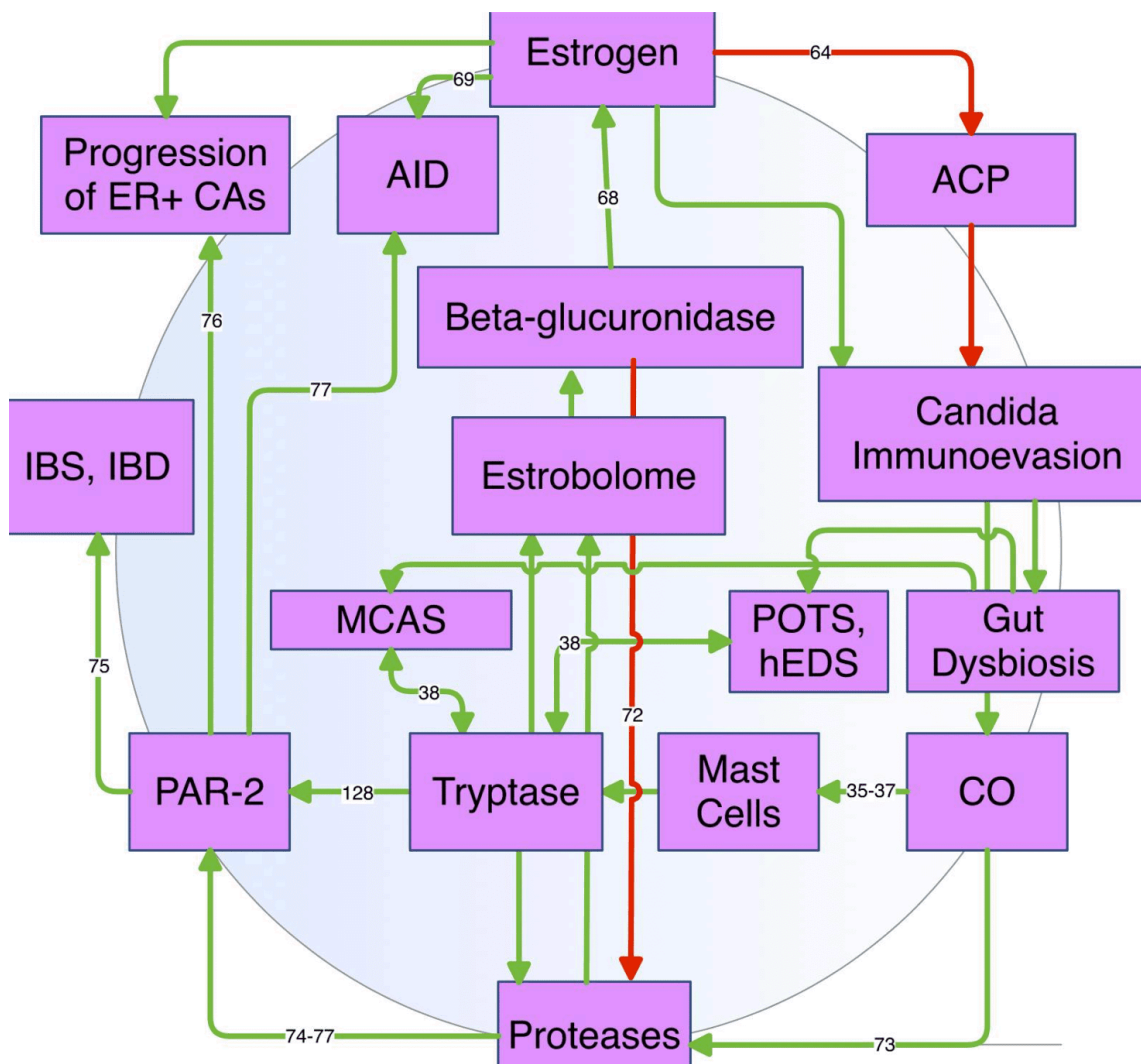 Estrogen
64
69
Progression
of ER+ CAs
AID
ACP
68
Beta-glucuronidase
76
77
Candida
Immunoevasion
IBS, IBD
Estrobolome
MCAS
POTS,
hEDS
Gut
Dysbiosis
38
75
38
72
PAR-2
128
Tryptase
Mast
Cells
35-37
CO
74-77
Proteases
73